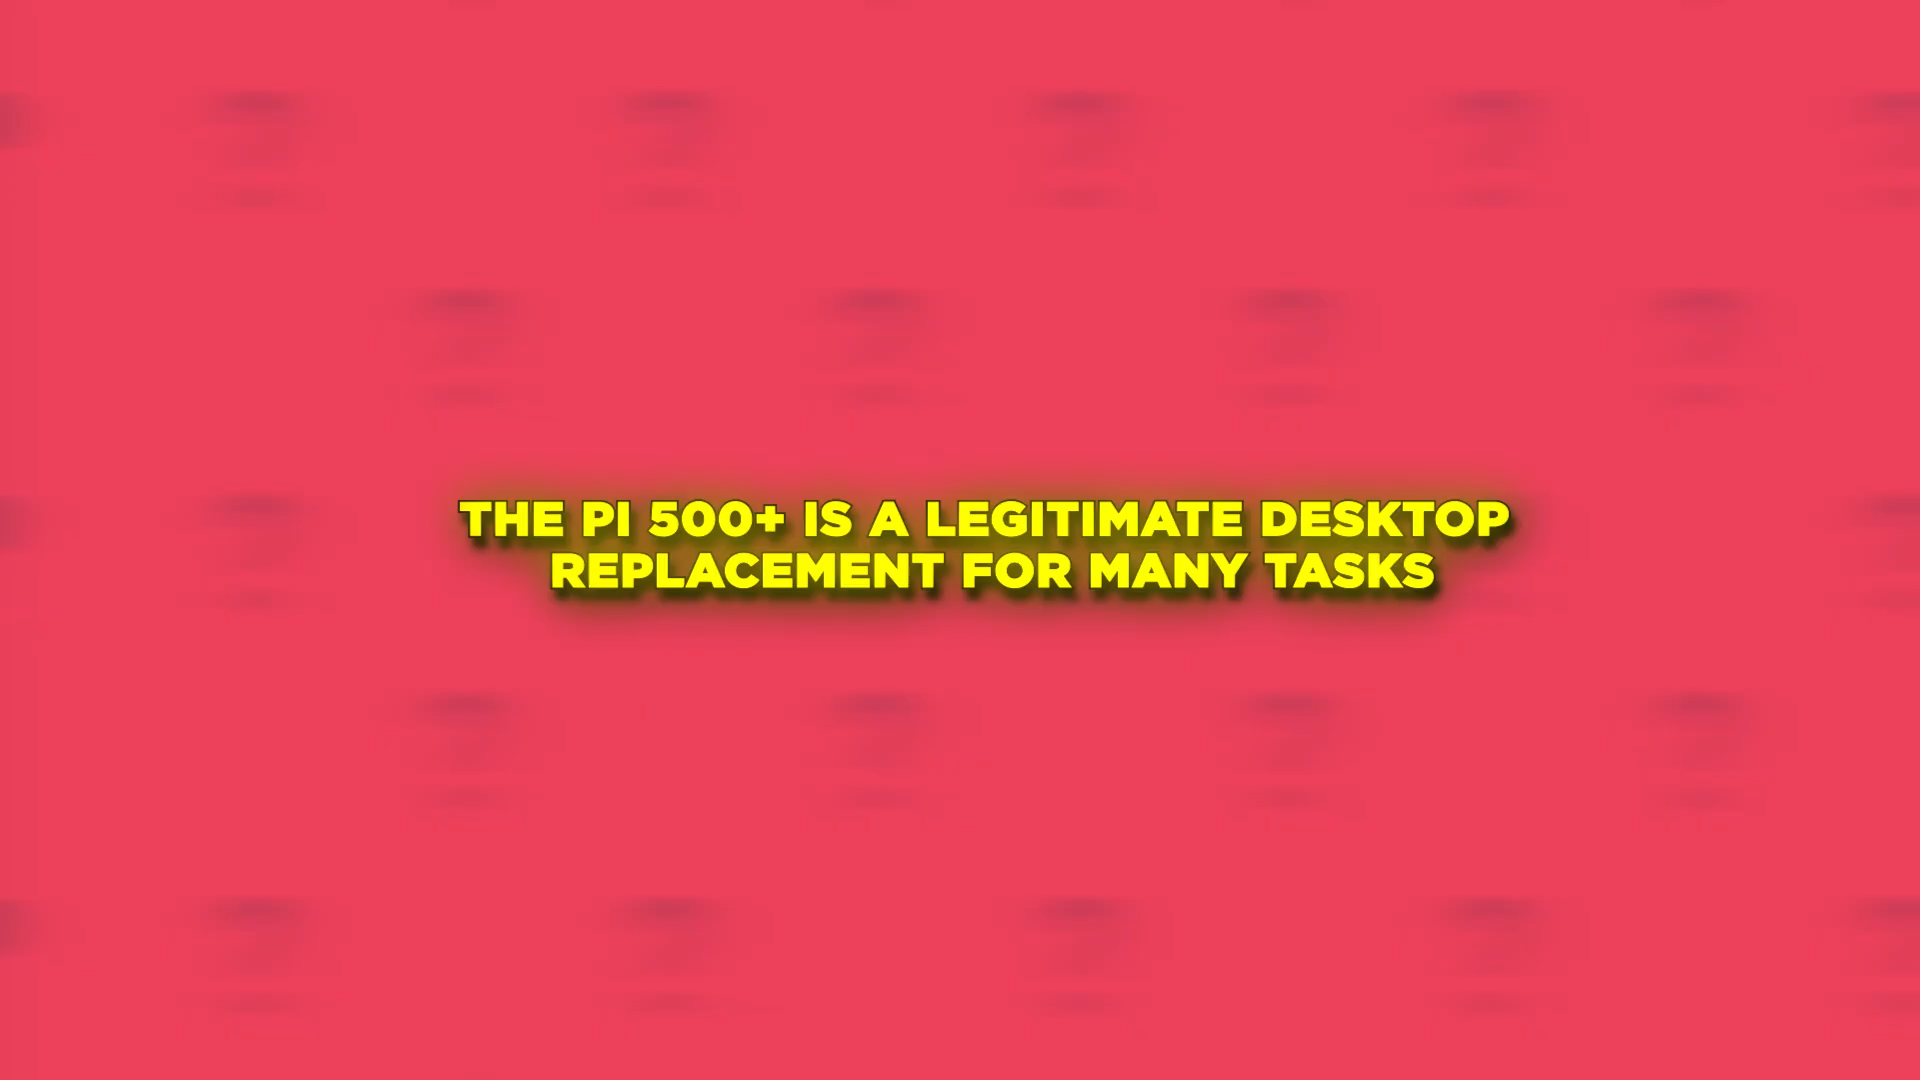 THE PI 500+ IS A LEGITIMATE DESKTOP
REPLACEMENT FOR MANY TASKS